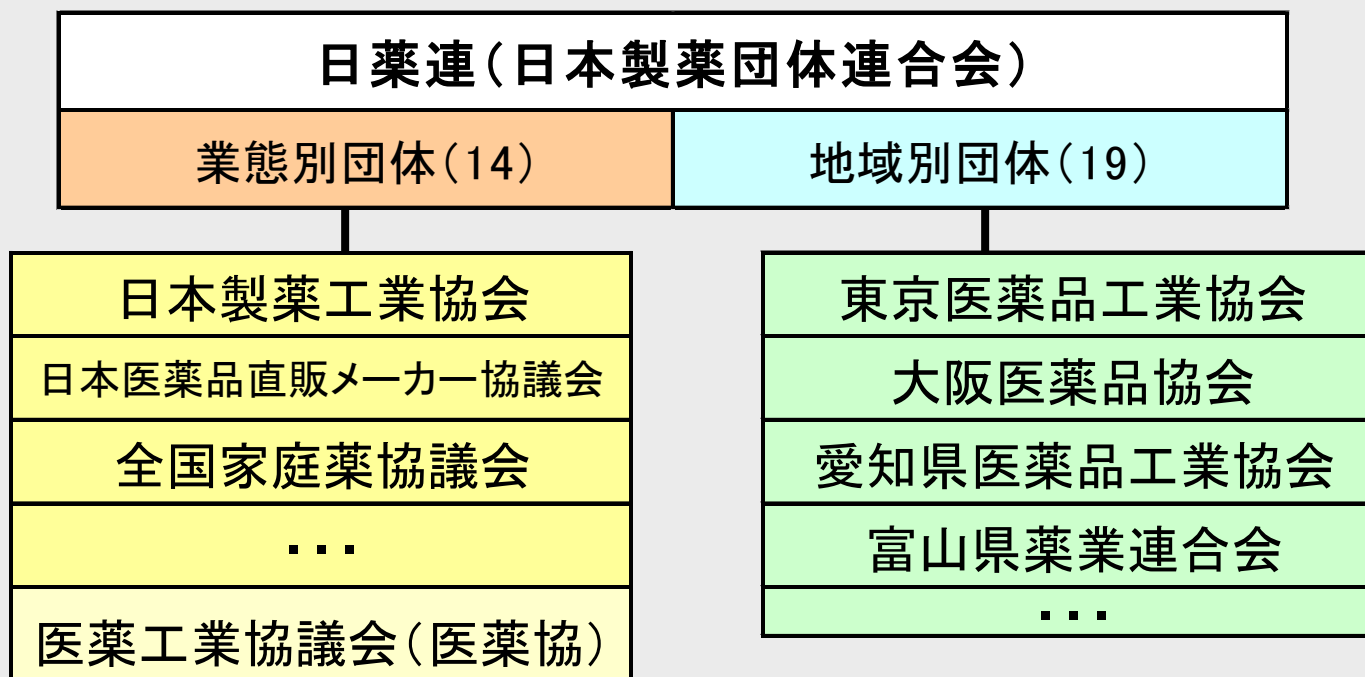 日薬連(日本製薬団体連合会)
業態別団体(14)
地域別団体(19)
日本製薬工業協会
日本医薬品直販メーカー協議会
全国家庭薬協議会
・・・
医薬工業協議会(医薬協)
東京医薬品工業協会
大阪医薬品協会
愛知県医薬品工業協会
富山県薬業連合会
・・・